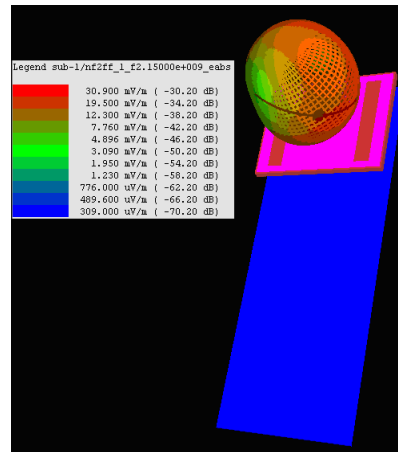 Legend sub-1/nf2ff_1_f2.15000e+009_eabs
30.900 mV/m ( -30.20 dB)
19.500 mV/m ( -34.20 dB)
12.300 mV/m ( -38.20 dB)
7.760 mV/m ( -42.20 dB)
4.896 mV/m ( -46.20 dB)
3.090 mV/m ( -50.20 dB)
1.950 mV/m ( -54.20 dB)
1.230 mV/m ( -58.20 dB)
776.000 uV/m ( -62.20 dB)
489.600 uV/m ( -66.20 dB)
309.000 uV/m ( -70.20 dB)